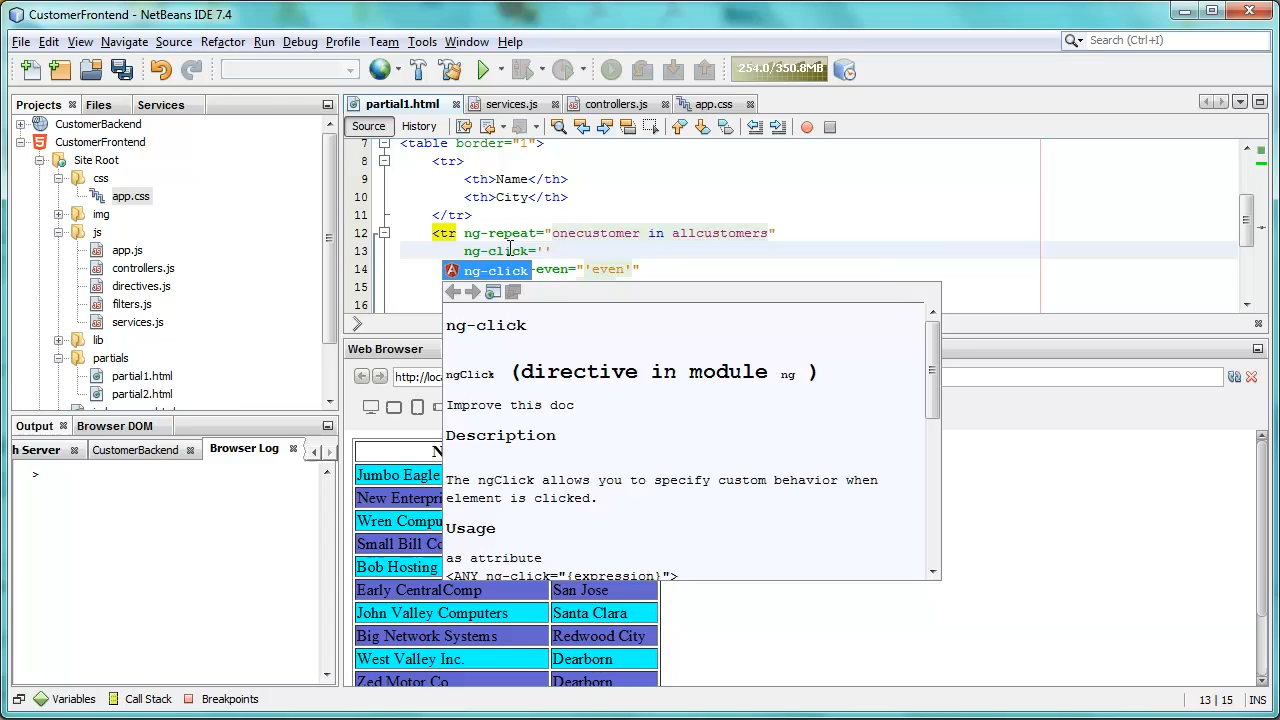 CustomerFrontend - NetBeans IDE 7.4
File Edit View Navigate Source Refactor Run Debug Profile Team Tools Window Help
Search (Ctrl+I)
254.0/350.8MB
Projects Files Services
partial1.html services.js controllers.js app.css
CustomerBackend
CustomerFrontend
Site Root
css
app.css
img
js
app.js
controllers.js
directives.js
filters.js
services.js
lib
partials
partial1.html
partial2.html
Source History
7 <table border="1">
8 <tr>
9 <th>Name</th>
10 <th>City</th>
11 </tr>
12 <tr ng-repeat="onecustomer in allcustomers"
13 ng-click=''
14 -even="'even'"
15
16
ng-click
ng-click
ngClick (directive in module ng )
Improve this doc
Description
The ngClick allows you to specify custom behavior when
element is clicked.
Usage
as attribute
<ANY ng-click="{expression}">
Web Browser
http://loca
Output Browser DOM
h Server CustomerBackend Browser Log
>
N
Jumbo Eagle
New Enterpri
Wren Compu
Small Bill Co
Bob Hosting
Early CentralComp San Jose
John Valley Computers Santa Clara
Big Network Systems Redwood City
West Valley Inc. Dearborn
Zed Motor Co Dearborn
Variables Call Stack Breakpoints
13 | 15 INS